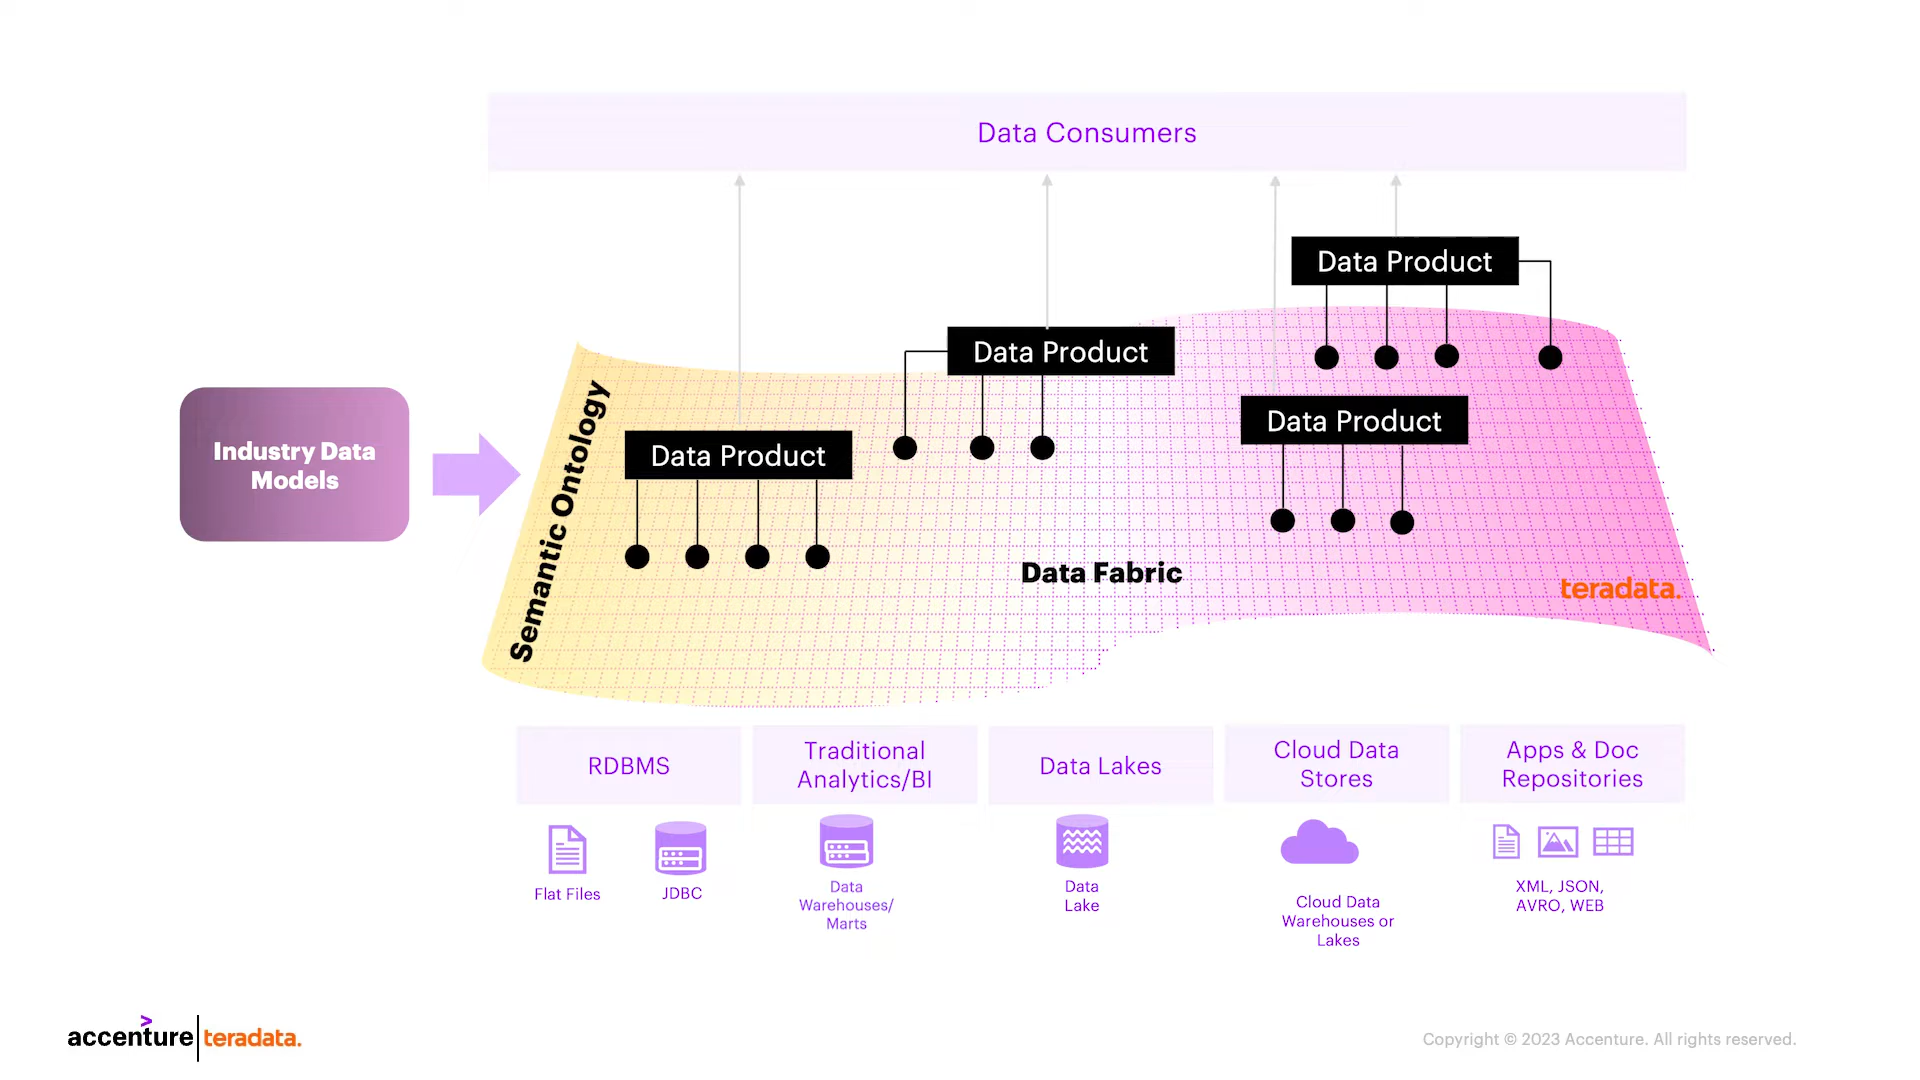 Data Consumers
Data Product
Data Product
Data Product
Data Product
Industry Data
Models
Semantic Ontology
Data Fabric
teradata.
RDBMS
Traditional
Analytics/BI
Data Lakes
Cloud Data
Stores
Apps & Doc
Repositories
Flat Files
JDBC
Data
Warehouses/
Marts
Data
Lake
Cloud Data
Warehouses or
Lakes
XML, JSON,
AVRO, WEB
accenture
teradata.
Copyright © 2023 Accenture. All rights reserved.